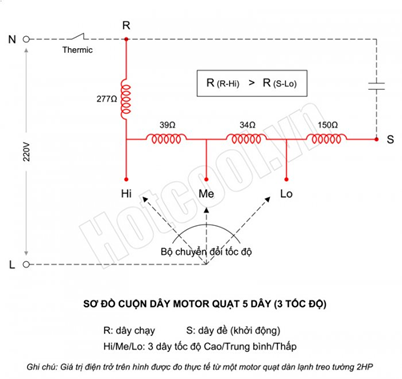 R
N
Thermic
277Ω
R (R-Hi) > R (S-Lo)
39Ω
34Ω
150Ω
S
220V
Hi
Me
Lo
Bộ chuyển đổi tốc độ
L
Hotcool.vn
SƠ ĐỒ CUỘN DÂY MOTOR QUẠT 5 DÂY (3 TỐC ĐỘ)
R: dây chạy
S: dây đề (khởi động)
Hi/Me/Lo: 3 dây tốc độ Cao/Trung bình/Thấp
Ghi chú: Giá trị điện trở trên hình được đo thực tế từ một motor quạt dàn lạnh treo tường 2HP